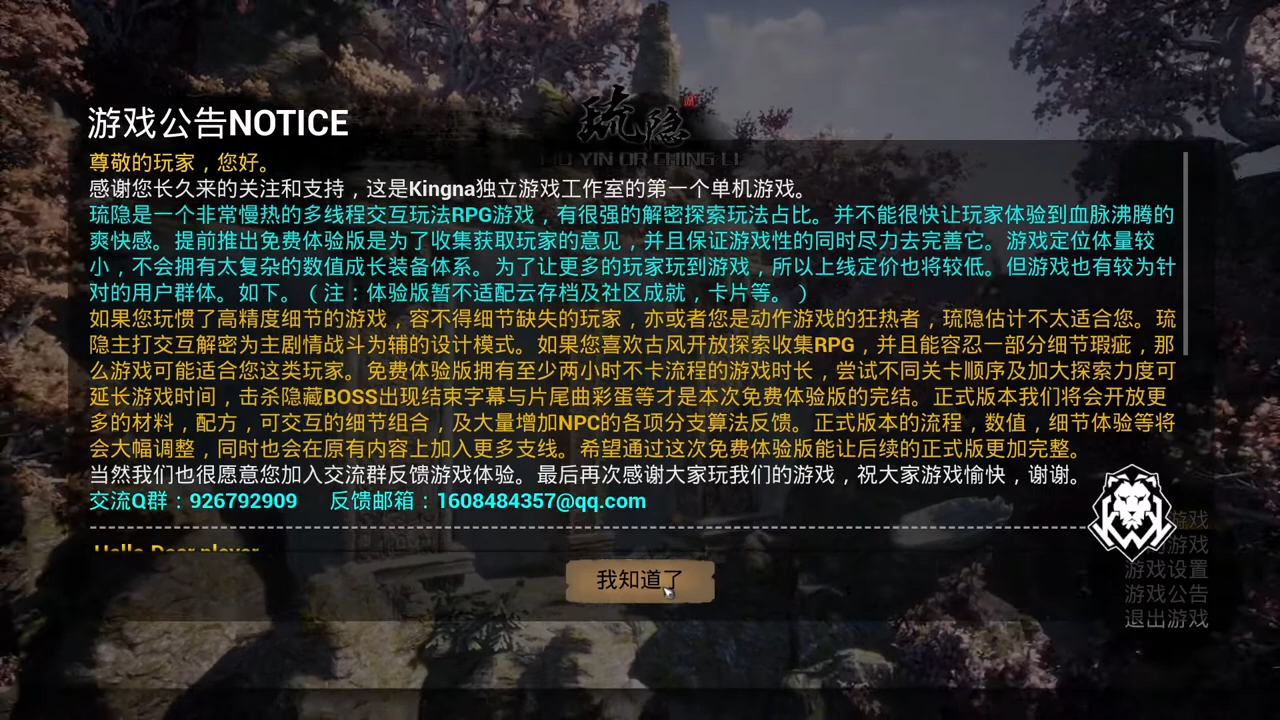 琉隐
LIU YIN OR CHING LI
游戏公告NOTICE
尊敬的玩家，您好。
感谢您长久来的关注和支持，这是Kingna独立游戏工作室的第一个单机游戏。
琉隐是一个非常慢热的多线程交互玩法RPG游戏，有很强的解密探索玩法占比。并不能很快让玩家体验到血脉沸腾的
爽快感。提前推出免费体验版是为了收集获取玩家的意见，并且保证游戏性的同时尽力去完善它。游戏定位体量较
小，不会拥有太复杂的数值成长装备体系。为了让更多的玩家玩到游戏，所以上线定价也将较低。但游戏也有较为针
对的用户群体。如下。（注：体验版暂不适配云存档及社区成就，卡片等。）
如果您玩惯了高精度细节的游戏，容不得细节缺失的玩家，亦或者您是动作游戏的狂热者，琉隐估计不太适合您。琉
隐主打交互解密为主剧情战斗为辅的设计模式。如果您喜欢古风开放探索收集RPG，并且能容忍一部分细节瑕疵，那
么游戏可能适合您这类玩家。免费体验版拥有至少两小时不卡流程的游戏时长，尝试不同关卡顺序及加大探索力度可
延长游戏时间，击杀隐藏BOSS出现结束字幕与片尾曲彩蛋等才是本次免费体验版的完结。正式版本我们将会开放更
多的材料，配方，可交互的细节组合，及大量增加NPC的各项分支算法反馈。正式版本的流程，数值，细节体验等将
会大幅调整，同时也会在原有内容上加入更多支线。希望通过这次免费体验版能让后续的正式版更加完整。
当然我们也很愿意您加入交流群反馈游戏体验。最后再次感谢大家玩我们的游戏，祝大家游戏愉快，谢谢。
交流Q群：926792909 反馈邮箱：1608484357@qq.com
Hello Dear player
我知道了
游戏
游戏
游戏设置
游戏公告
退出游戏